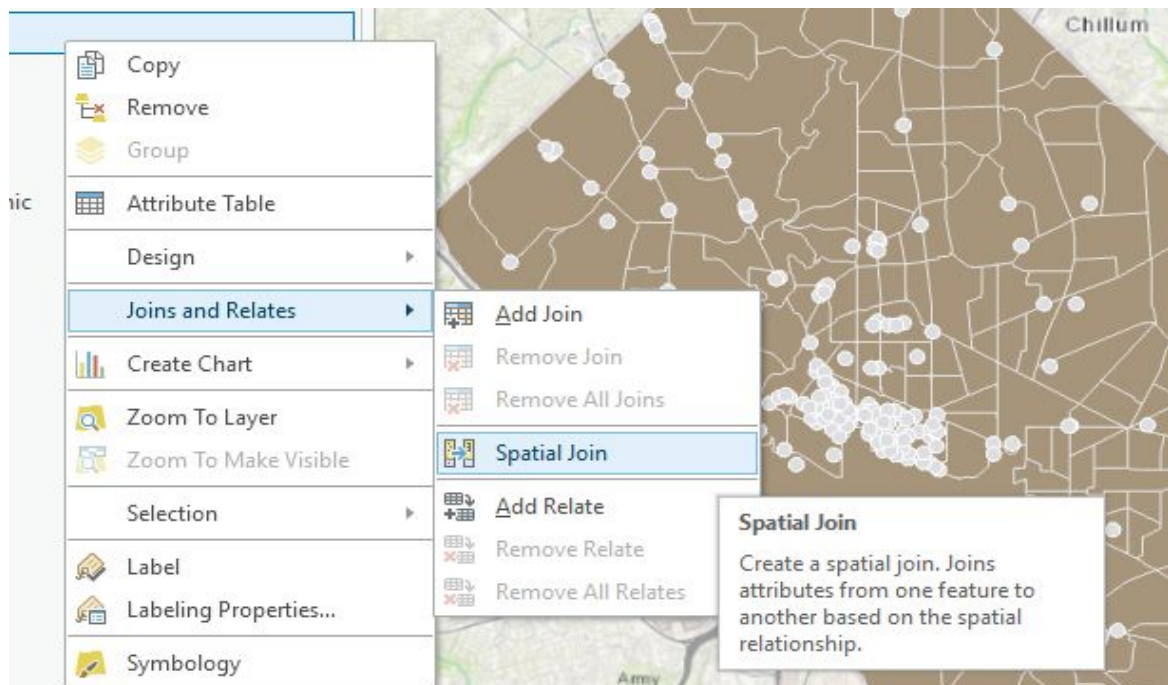 Chillum
Copy
Remove
Group
nic
Attribute Table
Design
Joins and Relates
Add Join
Remove Join
Create Chart
Remove All Joins
Zoom To Layer
Spatial Join
Zoom To Make Visible
Selection
Add Relate
Spatial Join
Remove Relate
Create a spatial join. Joins
attributes from one feature to
another based on the spatial
relationship.
Label
Remove All Relates
Labeling Properties...
Symbology
Army